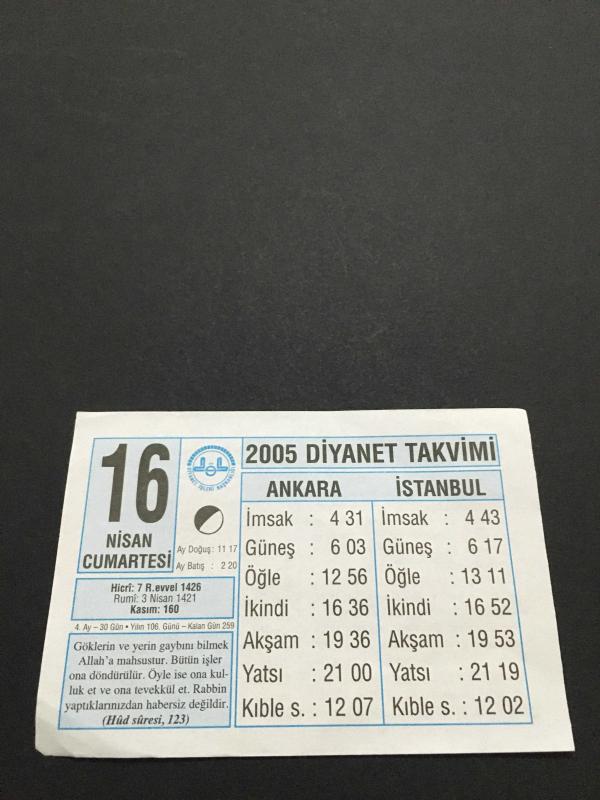 16
NİSAN
CUMARTESİ
Ay Doğuş: 11 17
Ay Batış : 2 20
Hicrî: 7 R.evvel 1426
Rumî: 3 Nisan 1421
Kasım: 160
4. Ay – 30 Gün • Yılın 106. Günü – Kalan Gün 259
Göklerin ve yerin gaybını bilmek
Allah'a mahsustur. Bütün işler
ona döndürülür. Öyle ise ona kul-
luk et ve ona tevekkül et. Rabbin
yaptıklarınızdan habersiz değildir.
(Hûd sûresi, 123)
2005 DİYANET TAKVİMİ
ANKARA
İmsak : 4 31
Güneş : 6 03
Öğle : 12 56
İkindi : 16 36
Akşam : 19 36
Yatsı : 21 00
Kıble s. : 12 07
İSTANBUL
İmsak : 4 43
Güneş : 6 17
Öğle : 13 11
İkindi : 16 52
Akşam : 19 53
Yatsı : 21 19
Kıble s. : 12 02